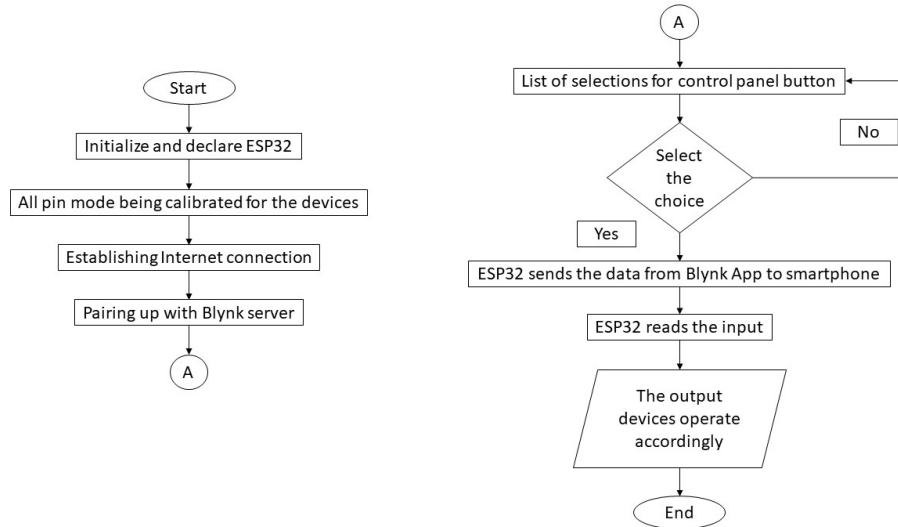 Start
Initialize and declare ESP32
All pin mode being calibrated for the devices
Establishing Internet connection
Pairing up with Blynk server
A
A
List of selections for control panel button
No
Select
the
choice
Yes
ESP32 sends the data from Blynk App to smartphone
ESP32 reads the input
The output
devices operate
accordingly
End